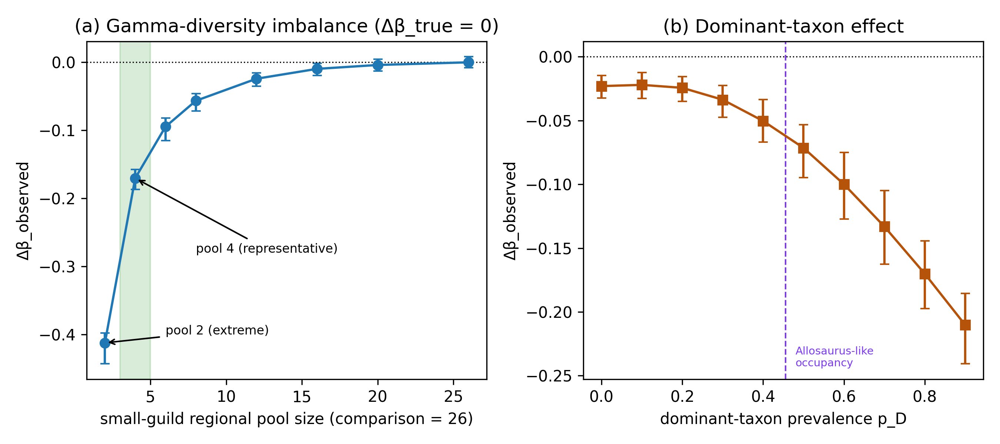 (a) Gamma-diversity imbalance (Δβ_true = 0)
0.0
−0.1
−0.2
−0.3
−0.4
Δβ_observed
pool 4 (representative)
pool 2 (extreme)
5
10
15
20
25
small-guild regional pool size (comparison = 26)
(b) Dominant-taxon effect
0.00
−0.05
−0.10
−0.15
−0.20
−0.25
Δβ_observed
Allosaurus-like
occupancy
0.0
0.2
0.4
0.6
0.8
dominant-taxon prevalence p_D